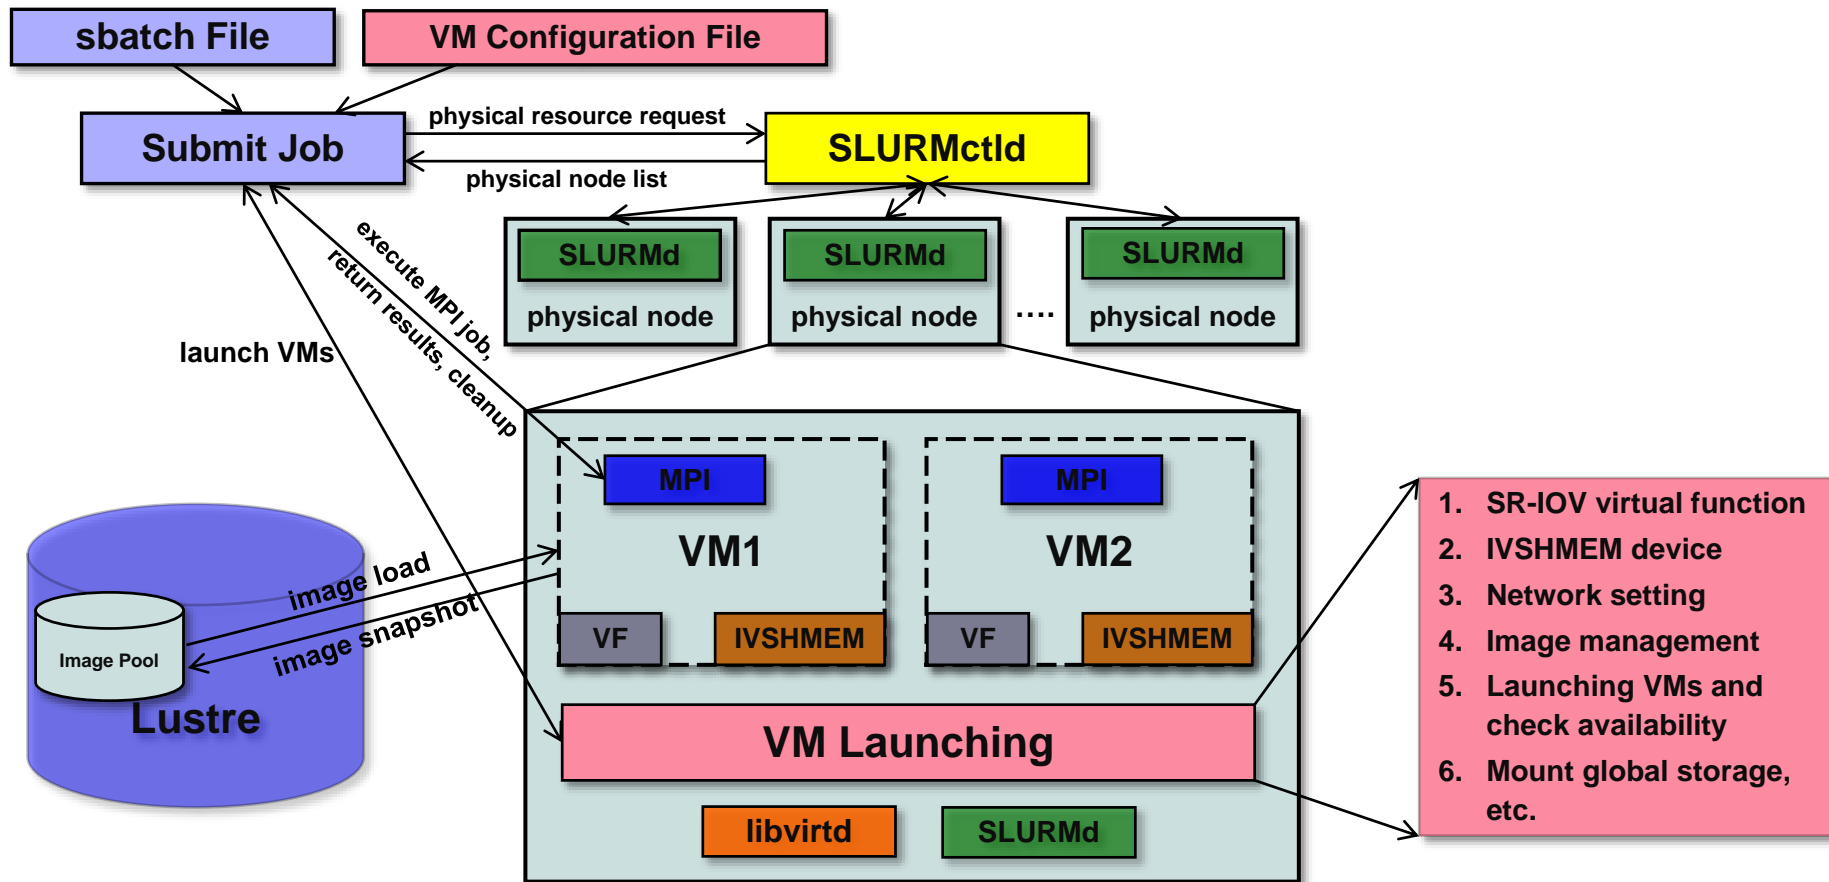 sbatch File
VM Configuration File
Submit Job
physical resource request
physical node list
SLURMctld
SLURMd
physical node
SLURMd
physical node
....
SLURMd
physical node
execute MPI job,
return results, cleanup
launch VMs
MPI
VM1
VF
IVSHMEM
MPI
VM2
VF
IVSHMEM
image load
image snapshot
Image Pool
Lustre
VM Launching
libvirtd
SLURMd
1. SR-IOV virtual function
2. IVSHMEM device
3. Network setting
4. Image management
5. Launching VMs and
check availability
6. Mount global storage,
etc.